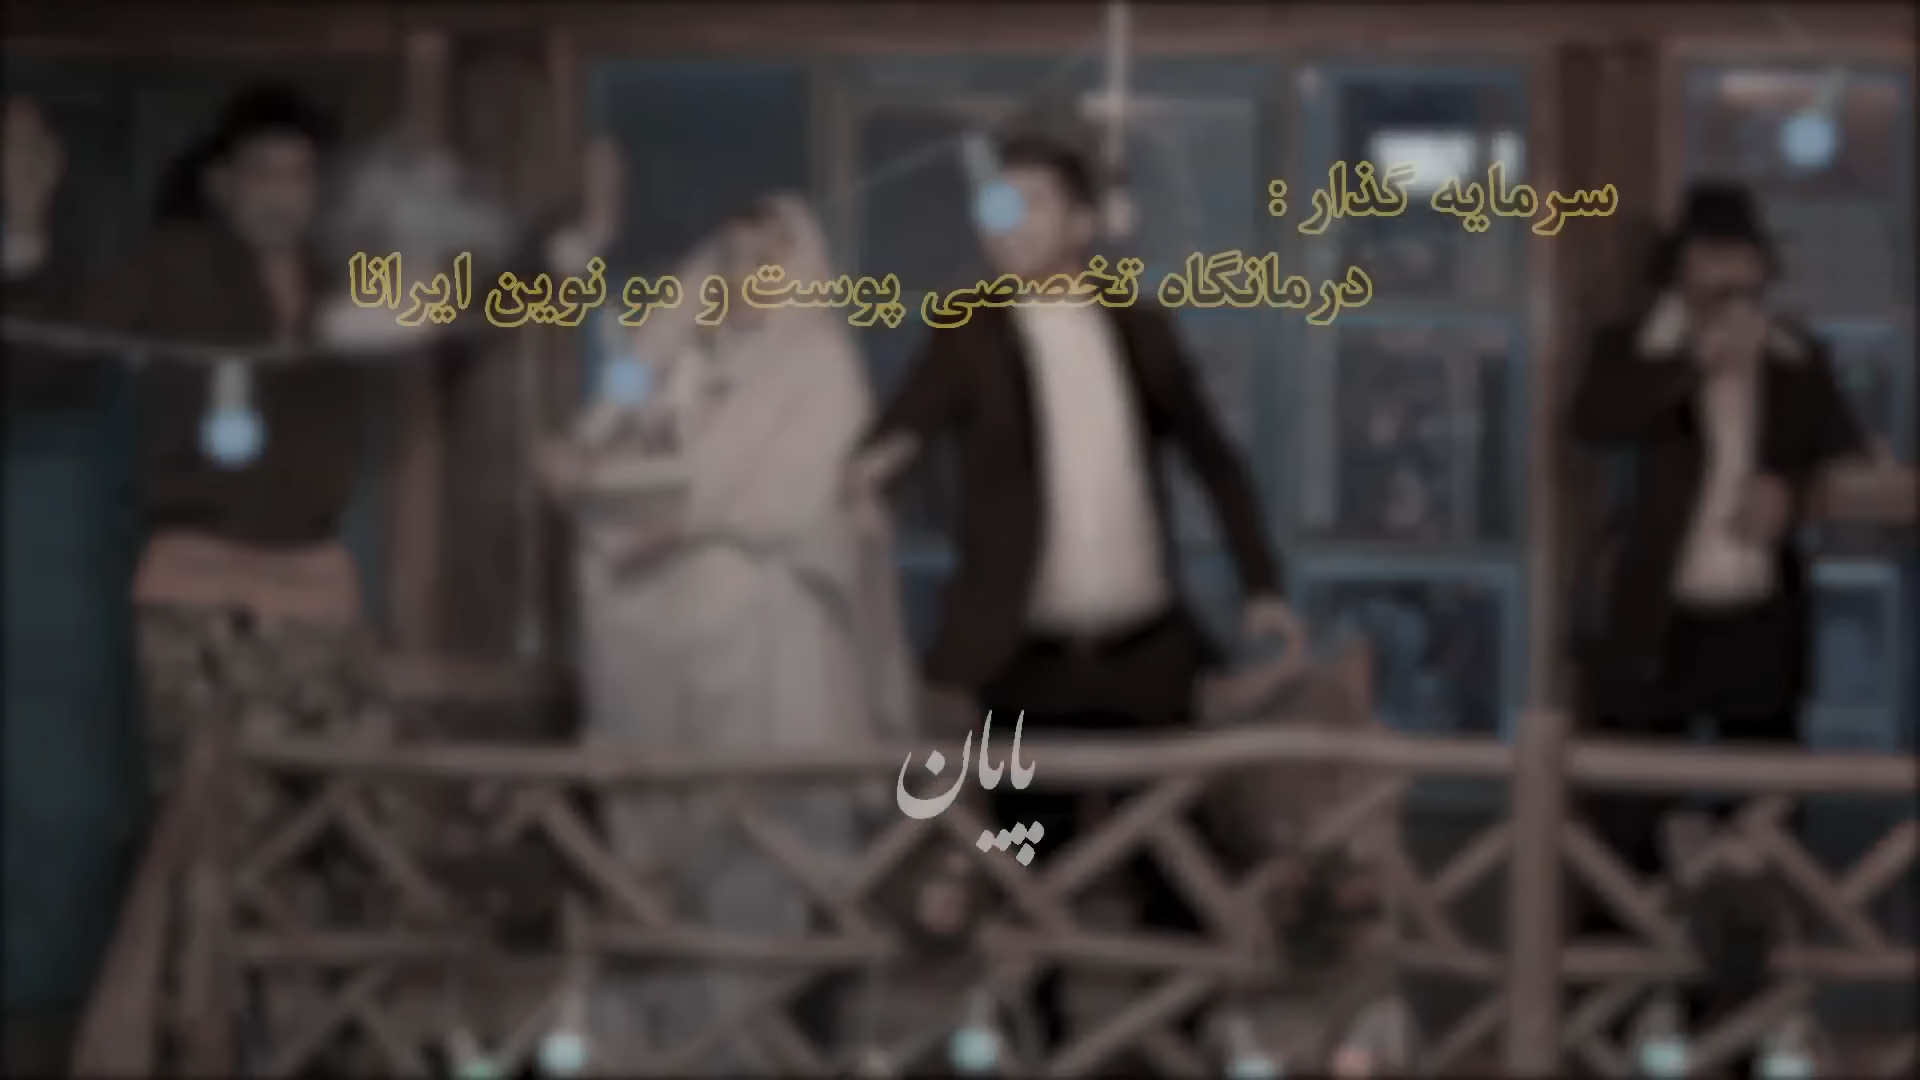 سرمایه گذار :
درمانگاه تخصصی پوست و مو نوین ایرانا
پایان